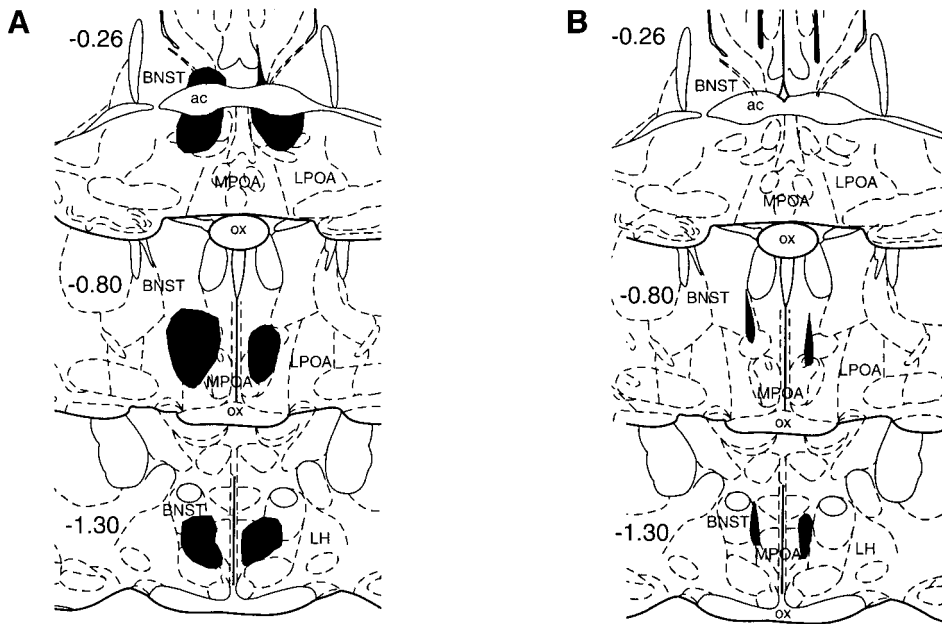 A
-0.26
BNST
ac
MPOA
LPOA
ox
-0.80
BNST
LPOA
MPOA
ox
BNST
-1.30
LH
B
-0.26
BNST
ac
LPOA
MPOA
ox
-0.80
BNST
LPOA
MPOA
ox
BNST
-1.30
MPOA
LH
ox